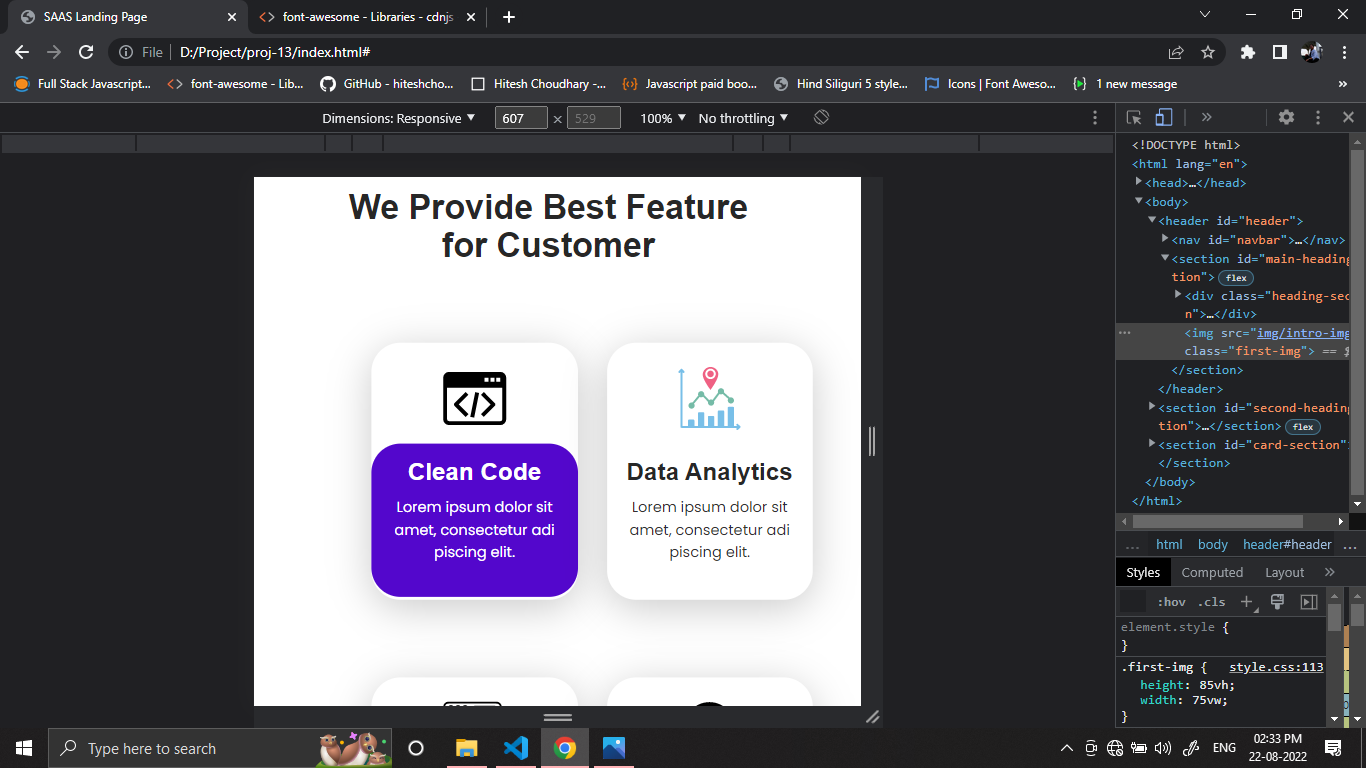 SAAS Landing Page
font-awesome - Libraries - cdnjs
File
D:/Project/proj-13/index.html#
Full Stack Javascript...
font-awesome - Lib...
GitHub - hiteshcho...
Hitesh Choudhary -...
Javascript paid boo...
Hind Siliguri 5 style...
Icons | Font Aweso...
1 new message
»
Dimensions: Responsive
607
×
529
100%
No throttling
We Provide Best Feature
for Customer
Clean Code
Lorem ipsum dolor sit
amet, consectetur adi
piscing elit.
Data Analytics
Lorem ipsum dolor sit
amet, consectetur adi
piscing elit.
<!DOCTYPE html>
<html lang="en">
<head>…</head>
<body>
<header id="header">
<nav id="navbar">…</nav>
<section id="main-heading
tion"> flex
<div class="heading-sec
n">…</div>
<img src="img/intro-img
class="first-img"> ==
</section>
</header>
<section id="second-heading
tion">…</section> flex
<section id="card-section"
</section>
</body>
</html>
... html body header#header ...
Styles Computed Layout »
:hov .cls +
element.style {
}
.first-img { style.css:113
height: 85vh;
width: 75vw;
}
Type here to search
ENG
02:33 PM
22-08-2022